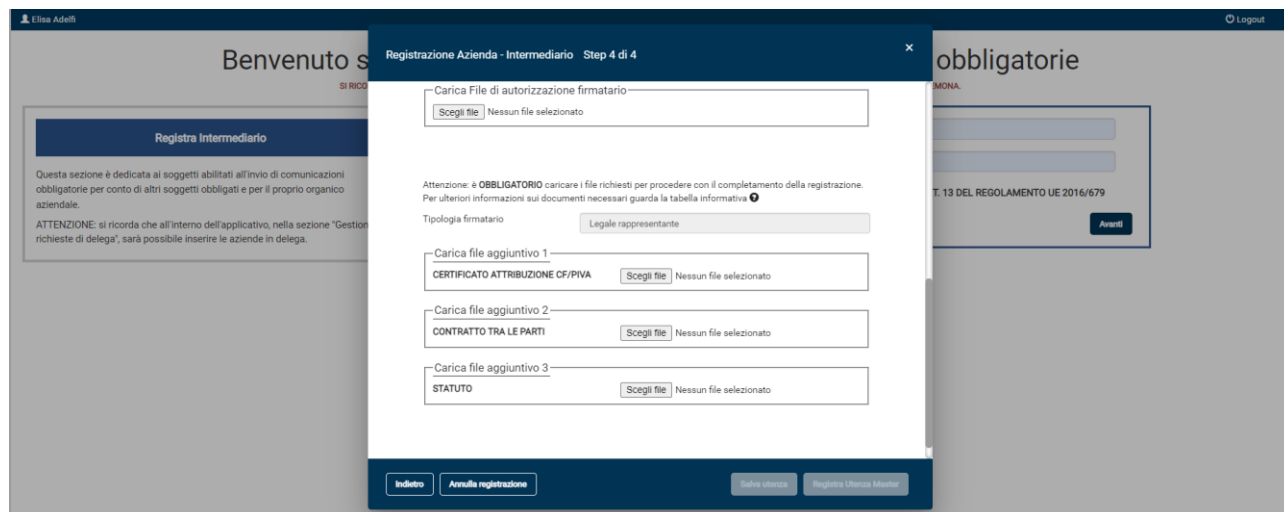 Elisa Adelfi
Logout
Benvenuto s
obbligatorie
SI RICO
EMONA.
Registrazione Azienda - Intermediario Step 4 di 4
×
Registra Intermediario
Questa sezione è dedicata ai soggetti abilitati all'invio di comunicazioni
obbligatorie per conto di altri soggetti obbligati e per il proprio organico
aziendale.
ATTENZIONE: si ricorda che all'interno dell'applicativo, nella sezione "Gestion
richieste di delega", sarà possibile inserire le aziende in delega.
Carica File di autorizzazione firmatario
Scegli file Nessun file selezionato
Attenzione: è OBBLIGATORIO caricare i file richiesti per procedere con il completamento della registrazione.
Per ulteriori informazioni sui documenti necessari guarda la tabella informativa ?
Tipologia firmatario Legale rappresentante
Carica file aggiuntivo 1
CERTIFICATO ATTRIBUZIONE CF/PIVA Scegli file Nessun file selezionato
Carica file aggiuntivo 2
CONTRATTO TRA LE PARTI Scegli file Nessun file selezionato
Carica file aggiuntivo 3
STATUTO Scegli file Nessun file selezionato
Indietro Annulla registrazione Salva utenza Registra Utenza Master
T. 13 DEL REGOLAMENTO UE 2016/679
Avanti